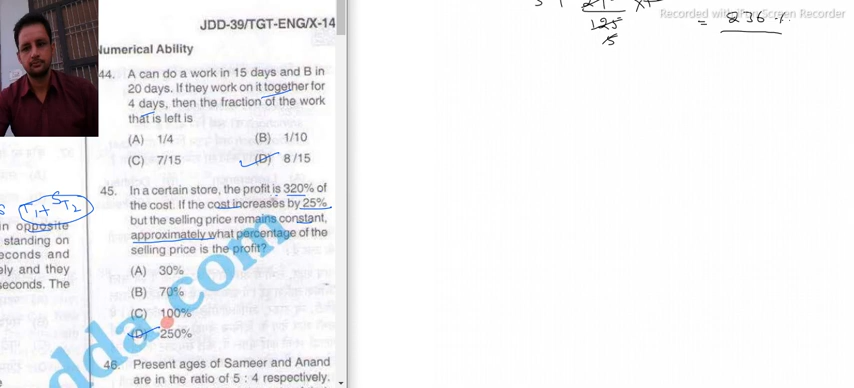 JDD-39/TGT-ENG/X-14
Numerical Ability
44. A can do a work in 15 days and B in
20 days. If they work on it together for
4 days, then the fraction of the work
that is left is
(A) 1/4 (B) 1/10
(C) 7/15 (D) 8/15
45. In a certain store, the profit is 320% of
the cost. If the cost increases by 25%
but the selling price remains constant,
approximately what percentage of the
selling price is the profit?
(A) 30%
(B) 70%
(C) 100%
(D) 250%
46. Present ages of Sameer and Anand
are in the ratio of 5 : 4 respectively.
T1 + ST2
in opposite
standing on
seconds and
ely and they
seconds. The
dda.com
Recorded with iTop Screen Recorder
125
5
= 236 %